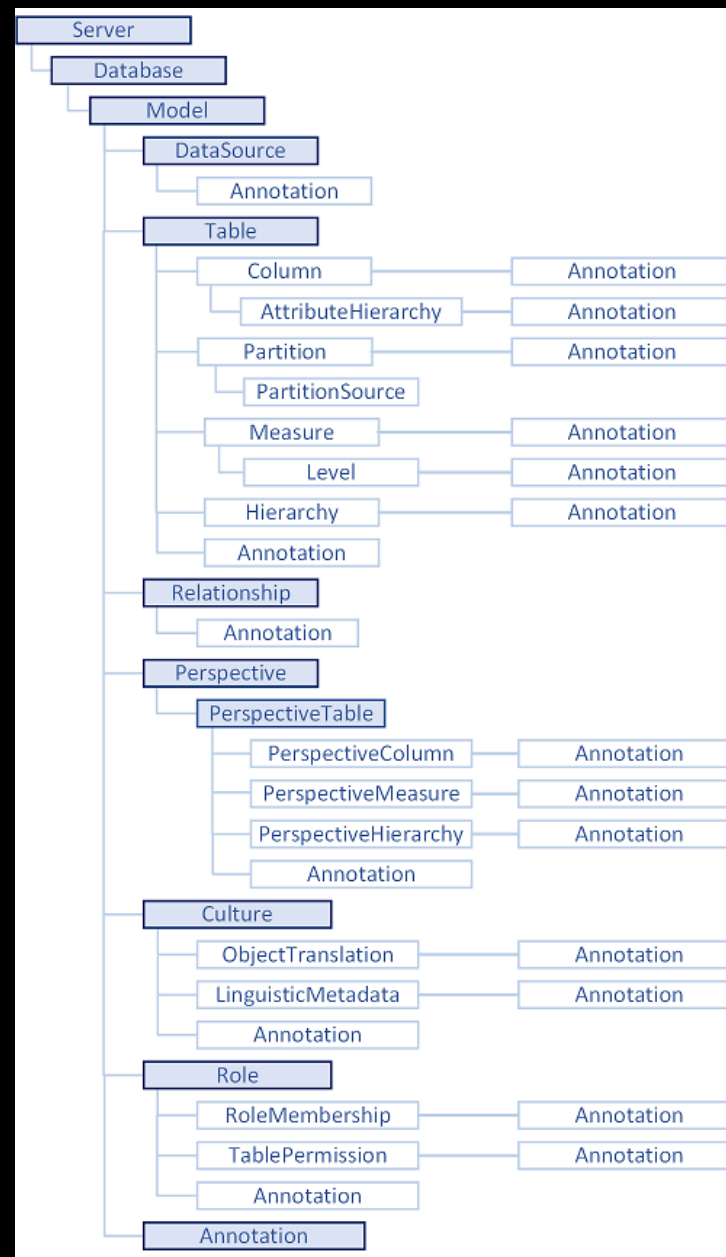 Server
Database
Model
DataSource
Annotation
Table
Column Annotation
AttributeHierarchy Annotation
Partition Annotation
PartitionSource
Measure Annotation
Level Annotation
Hierarchy Annotation
Annotation
Relationship
Annotation
Perspective
PerspectiveTable
PerspectiveColumn Annotation
PerspectiveMeasure Annotation
PerspectiveHierarchy Annotation
Annotation
Culture
ObjectTranslation Annotation
LinguisticMetadata Annotation
Annotation
Role
RoleMembership Annotation
TablePermission Annotation
Annotation
Annotation